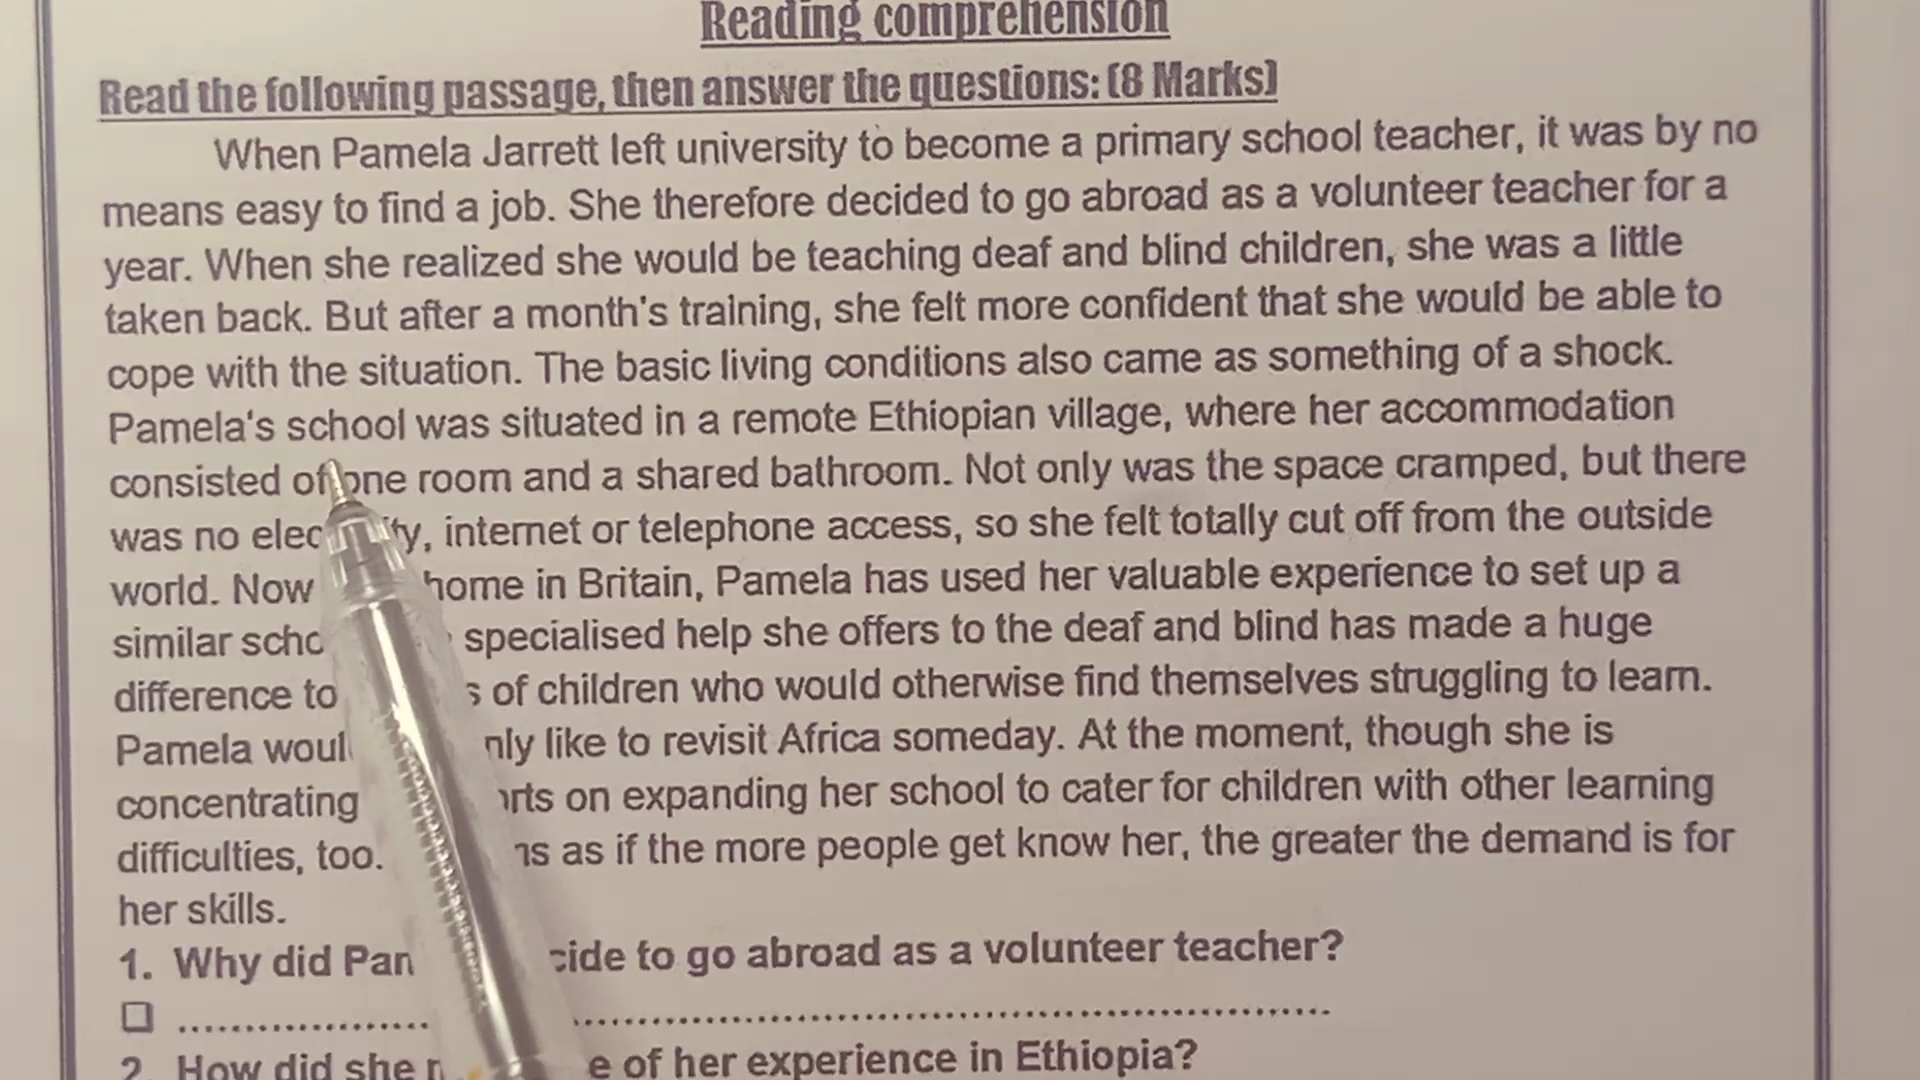 Reading comprehension
Read the following passage, then answer the questions: (8 Marks)
When Pamela Jarrett left university to become a primary school teacher, it was by no
means easy to find a job. She therefore decided to go abroad as a volunteer teacher for a
year. When she realized she would be teaching deaf and blind children, she was a little
taken back. But after a month's training, she felt more confident that she would be able to
cope with the situation. The basic living conditions also came as something of a shock.
Pamela's school was situated in a remote Ethiopian village, where her accommodation
consisted of one room and a shared bathroom. Not only was the space cramped, but there
was no internet or telephone access, so she felt totally cut off from the outside
world. Now home in Britain, Pamela has used her valuable experience to set up a
similar specialised help she offers to the deaf and blind has made a huge
difference to of children who would otherwise find themselves struggling to learn.
Pamela like to revisit Africa someday. At the moment, though she is
concentrating on expanding her school to cater for children with other learning
difficulties, too. as if the more people get know her, the greater the demand is for
her skills.
1. Why did to go abroad as a volunteer teacher?
2. How did she of her experience in Ethiopia?